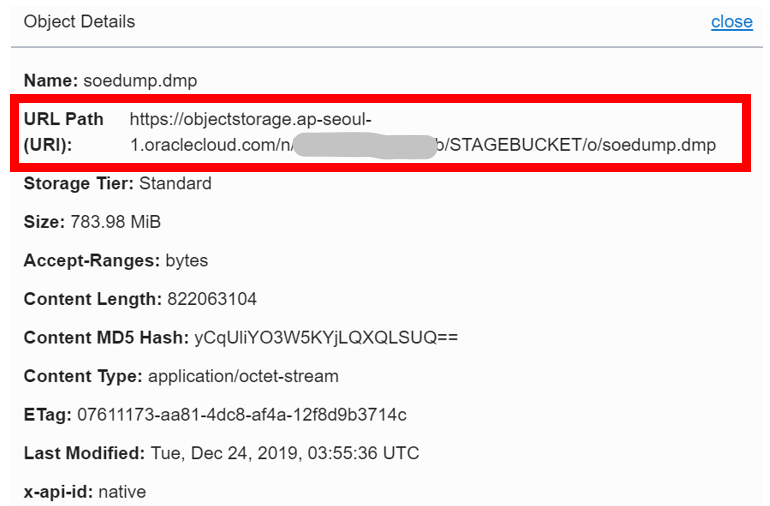 Object Details close
Name: soedump.dmp
URL Path https://objectstorage.ap-seoul-
(URI): 1.oraclecloud.com/n/ b/STAGEBUCKET/o/soedump.dmp
Storage Tier: Standard
Size: 783.98 MiB
Accept-Ranges: bytes
Content Length: 822063104
Content MD5 Hash: yCqUliYO3W5KYjLQXQLSUQ==
Content Type: application/octet-stream
ETag: 07611173-aa81-4dc8-af4a-12f8d9b3714c
Last Modified: Tue, Dec 24, 2019, 03:55:36 UTC
x-api-id: native